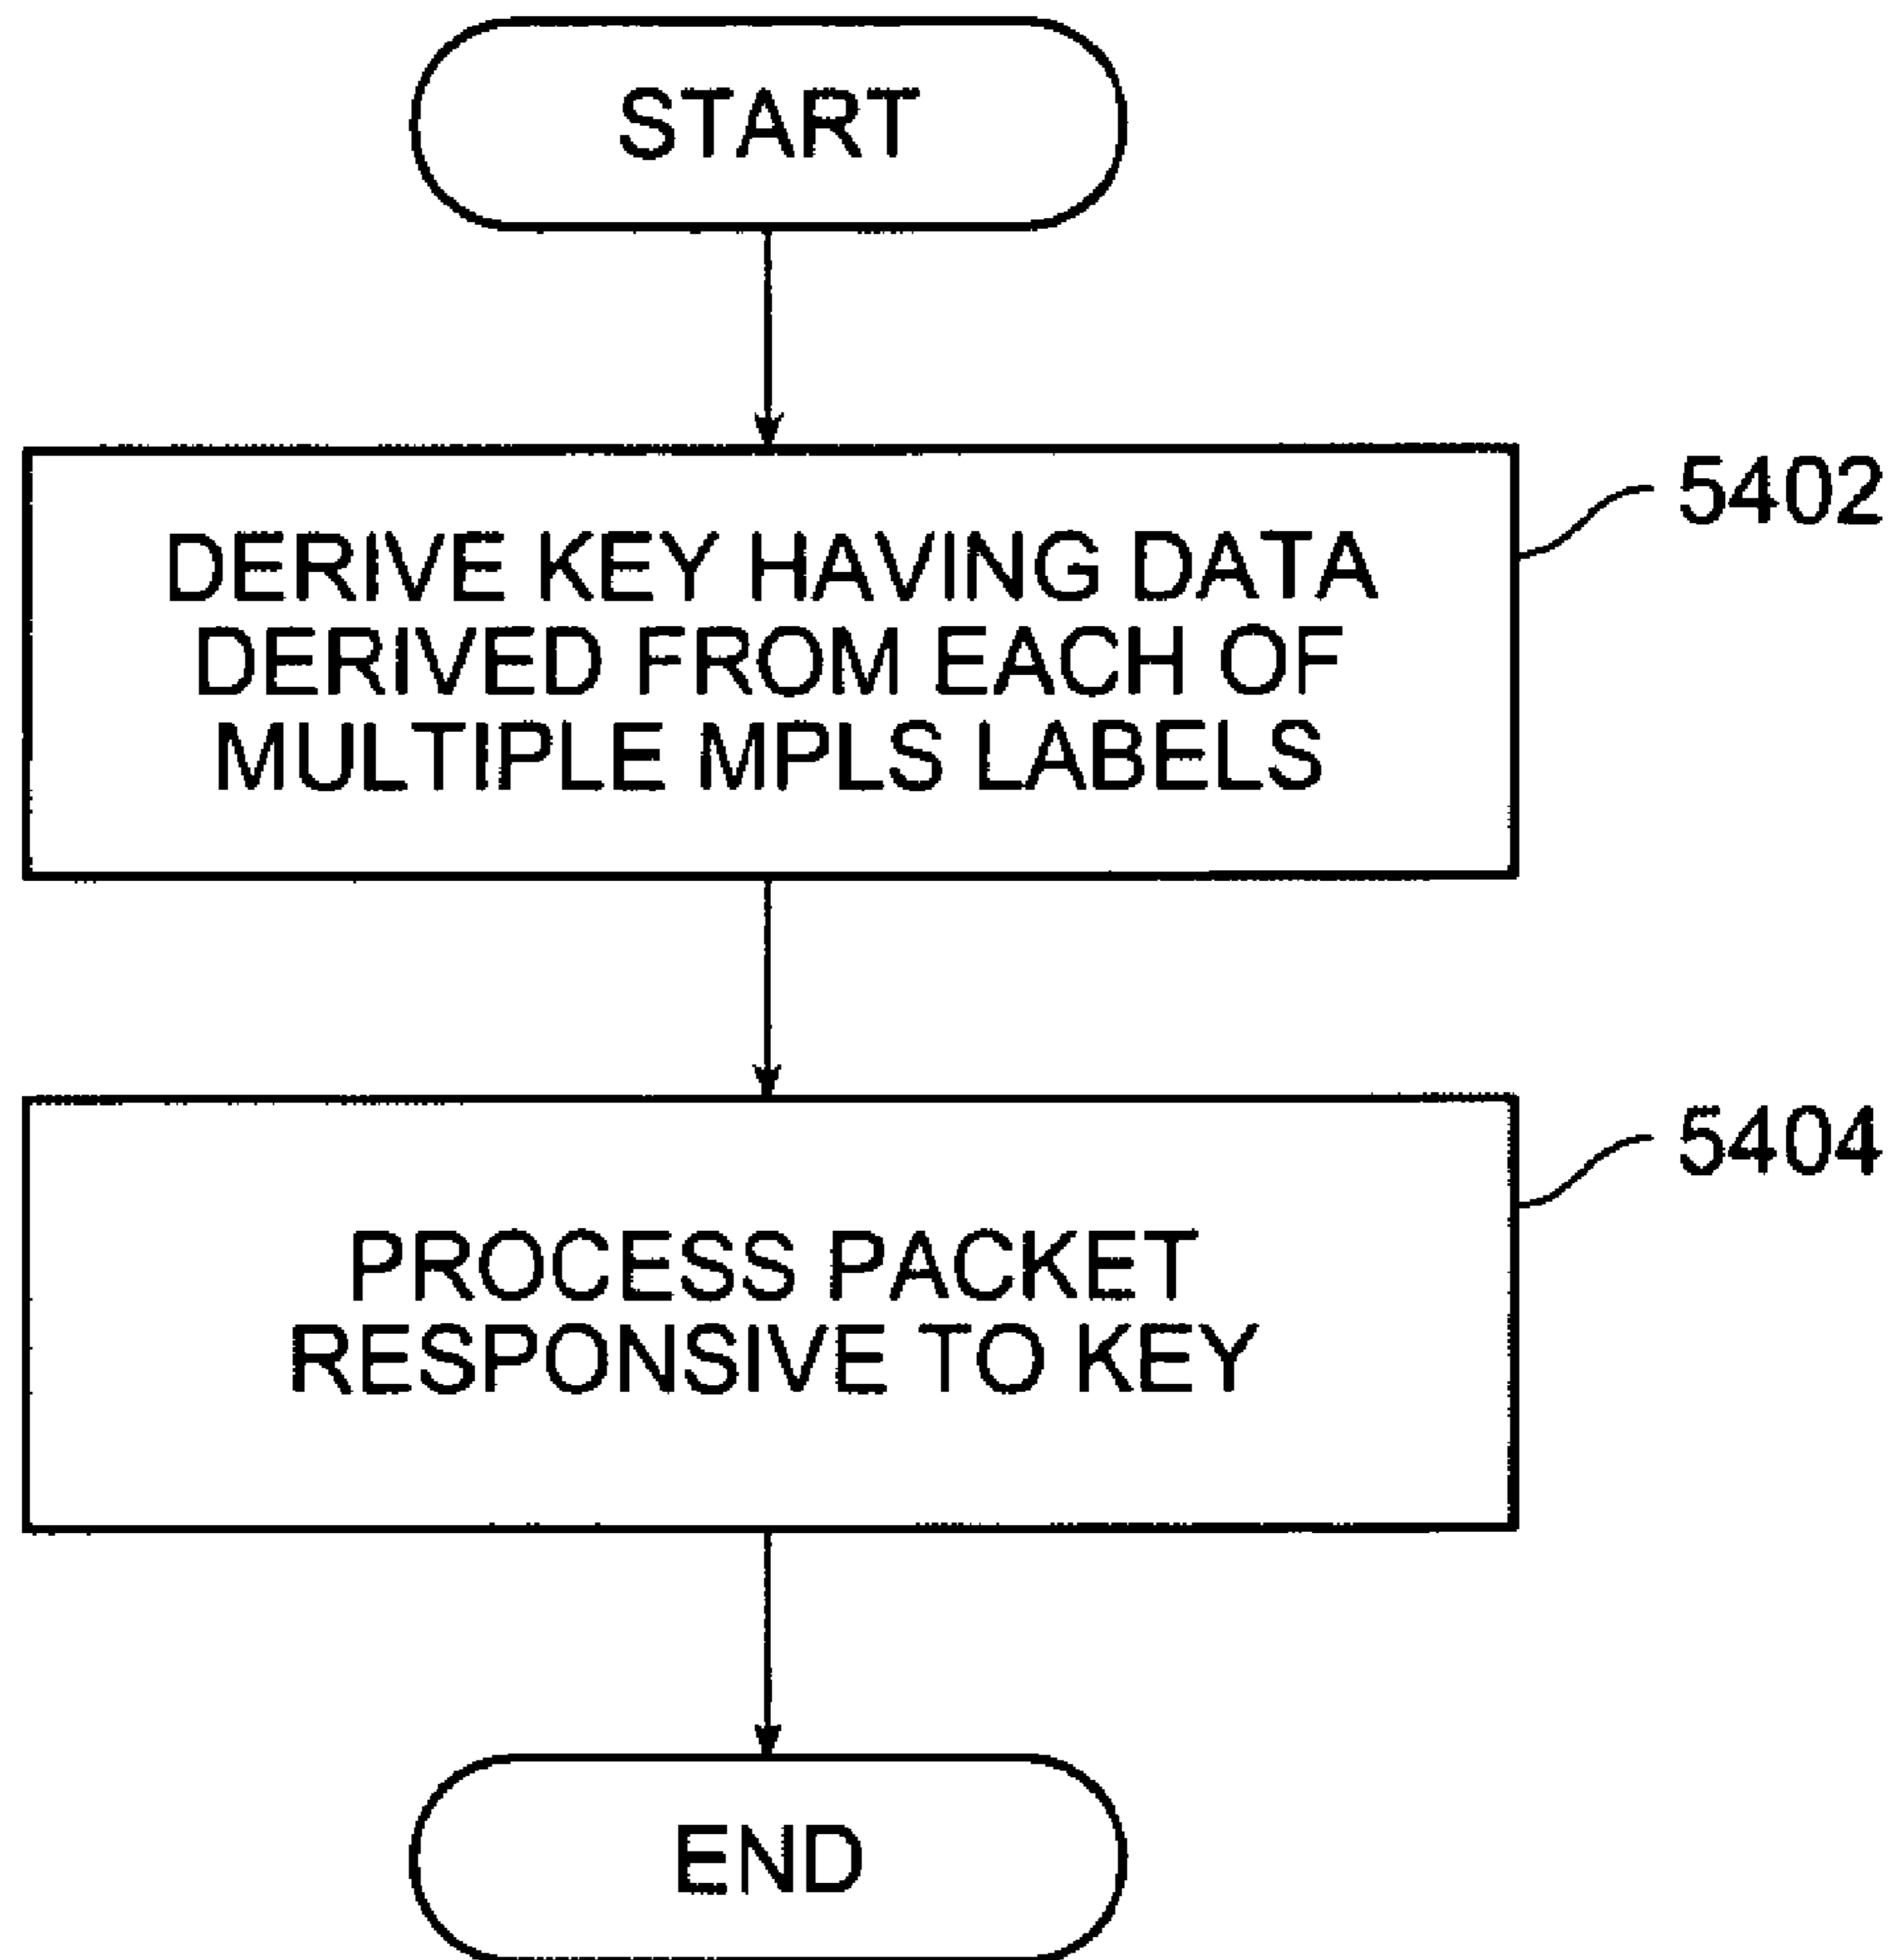 START
5402
DERIVE KEY HAVING DATA
DERIVED FROM EACH OF
MULTIPLE MPLS LABELS
5404
PROCESS PACKET
RESPONSIVE TO KEY
END